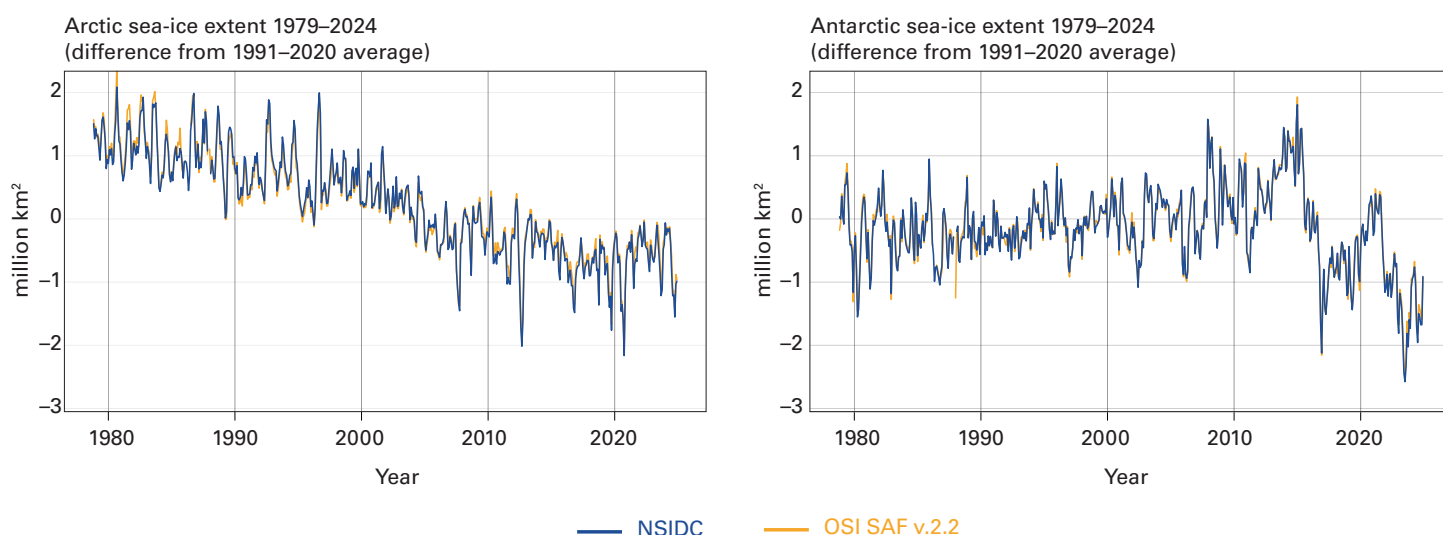 Arctic sea-ice extent 1979–2024
(difference from 1991–2020 average)
million km²
2
1
0
–1
–2
–3
1980 1990 2000 2010 2020
Year
Antarctic sea-ice extent 1979–2024
(difference from 1991–2020 average)
million km²
2
1
0
–1
–2
–3
1980 1990 2000 2010 2020
Year
NSIDC OSI SAF v.2.2